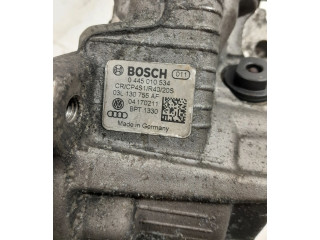 BOSCH 011
0 445 010 534
CR/CP4S1/R40/20S
03L 130 755 AF
04170211
BPT 1330
Made in Germany